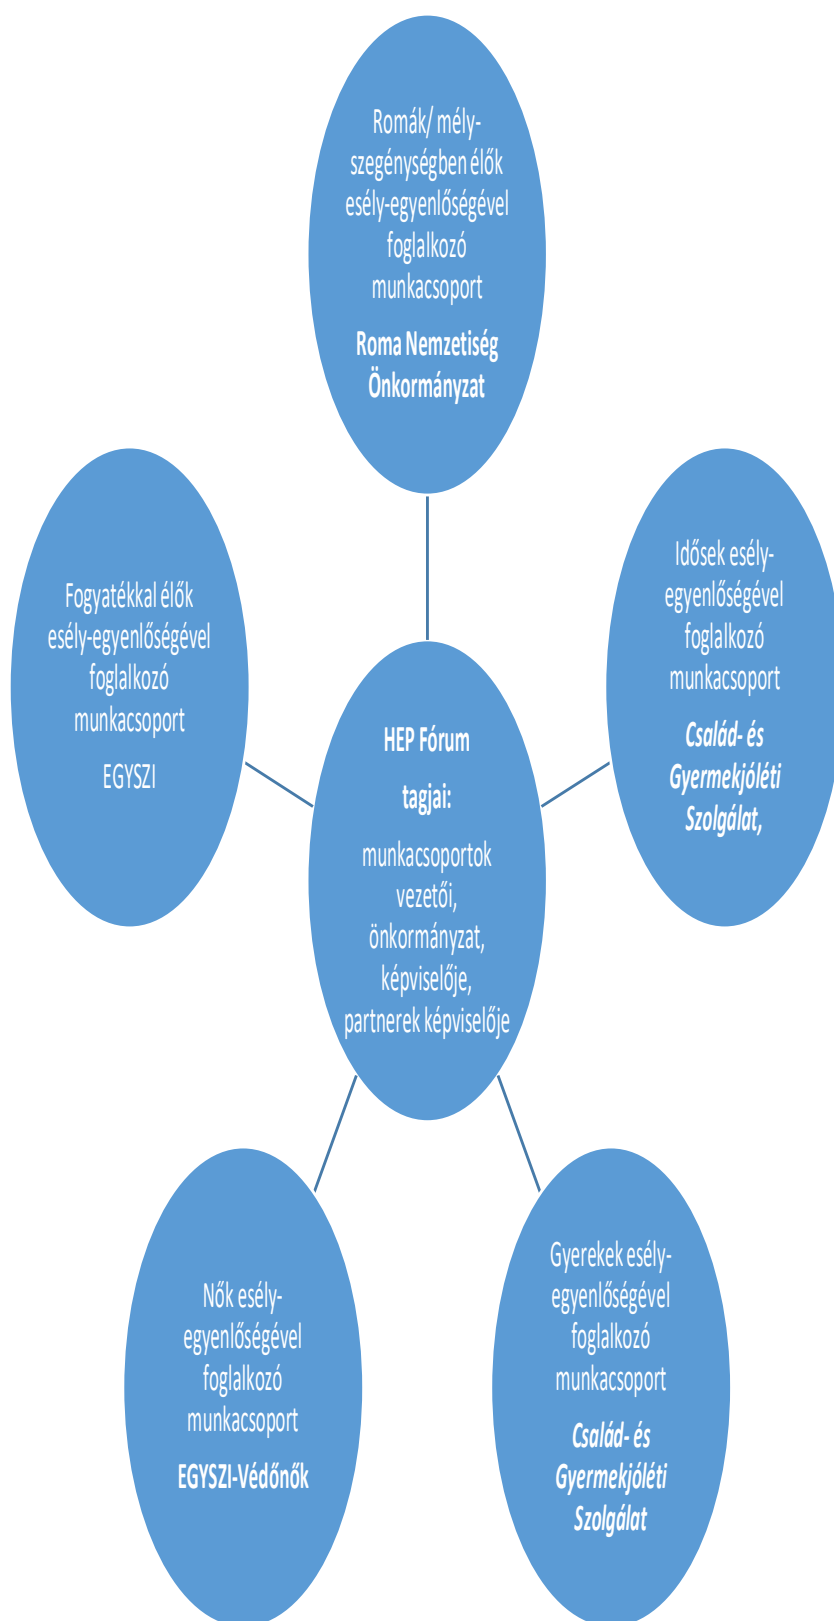 Romák/ mély-
szegénységben élők
esély-egyenlőségével
foglalkozó
munkacsoport
Roma Nemzetiség
Önkormányzat
Fogyatékkal élők
esély-egyenlőségével
foglalkozó
munkacsoport
EGYSZI
Idősek esély-
egyenlőségével
foglalkozó
munkacsoport
Család- és
Gyermekjóléti
Szolgálat,
HEP Fórum
tagjai:
munkacsoportok
vezetői,
önkormányzat,
képviselője,
partnerek képviselője
Nők esély-
egyenlőségével
foglalkozó
munkacsoport
EGYSZI-Védőnők
Gyerekek esély-
egyenlőségével
foglalkozó
munkacsoport
Család- és
Gyermekjóléti
Szolgálat